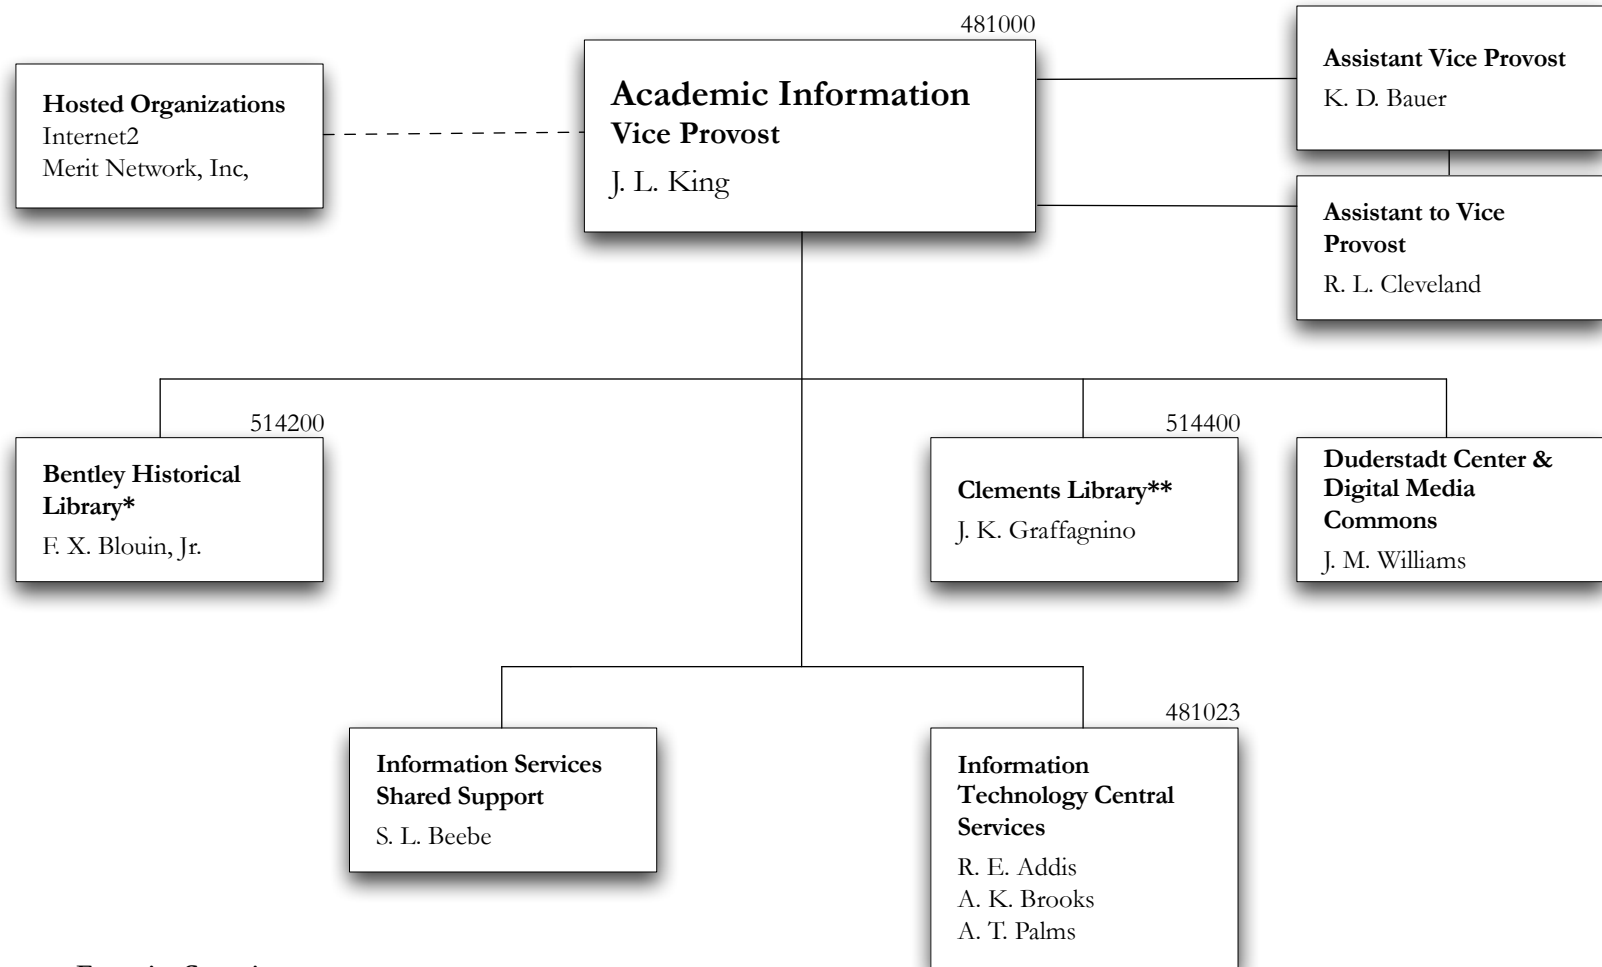 481000
Hosted Organizations
Internet2
Merit Network, Inc,
Academic Information
Vice Provost
J. L. King
Assistant Vice Provost
K. D. Bauer
Assistant to Vice
Provost
R. L. Cleveland
514200
Bentley Historical
Library*
F. X. Blouin, Jr.
514400
Clements Library**
J. K. Graffagnino
Duderstadt Center &
Digital Media
Commons
J. M. Williams
Information Services
Shared Support
S. L. Beebe
481023
Information
Technology Central
Services
R. E. Addis
A. K. Brooks
A. T. Palms